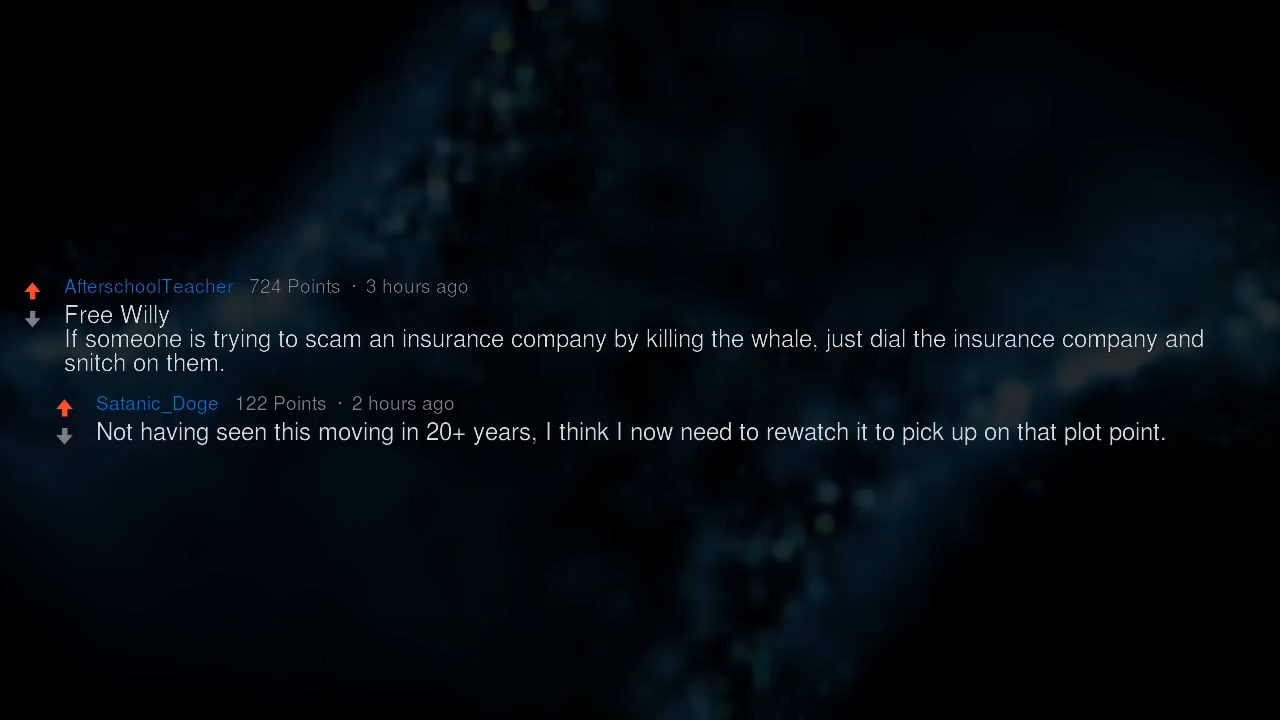 AfterschoolTeacher 724 Points · 3 hours ago
Free Willy
If someone is trying to scam an insurance company by killing the whale, just dial the insurance company and
snitch on them.
Satanic_Doge 122 Points · 2 hours ago
Not having seen this moving in 20+ years, I think I now need to rewatch it to pick up on that plot point.